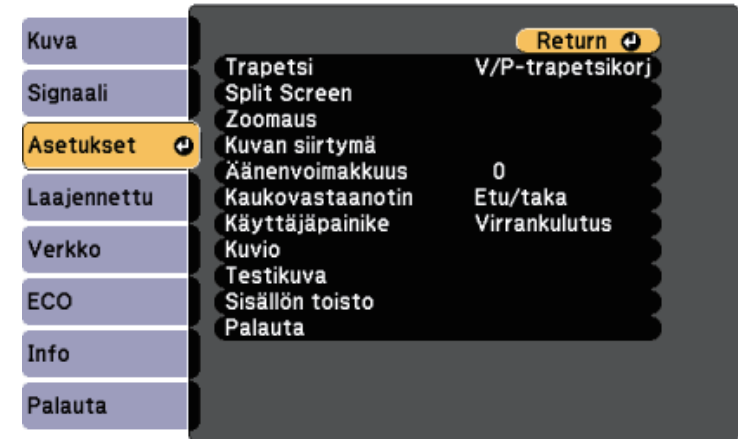 Kuva
Signaali
Asetukset
Laajennettu
Verkko
ECO
Info
Palauta
Return
Trapetsi V/P-trapetsikorj
Split Screen
Zoomaus
Kuvan siirtymä
Äänenvoimakkuus 0
Kaukovastaanotin Etu/taka
Käyttäjäpainike Virrankulutus
Kuvio
Testikuva
Sisällön toisto
Palauta